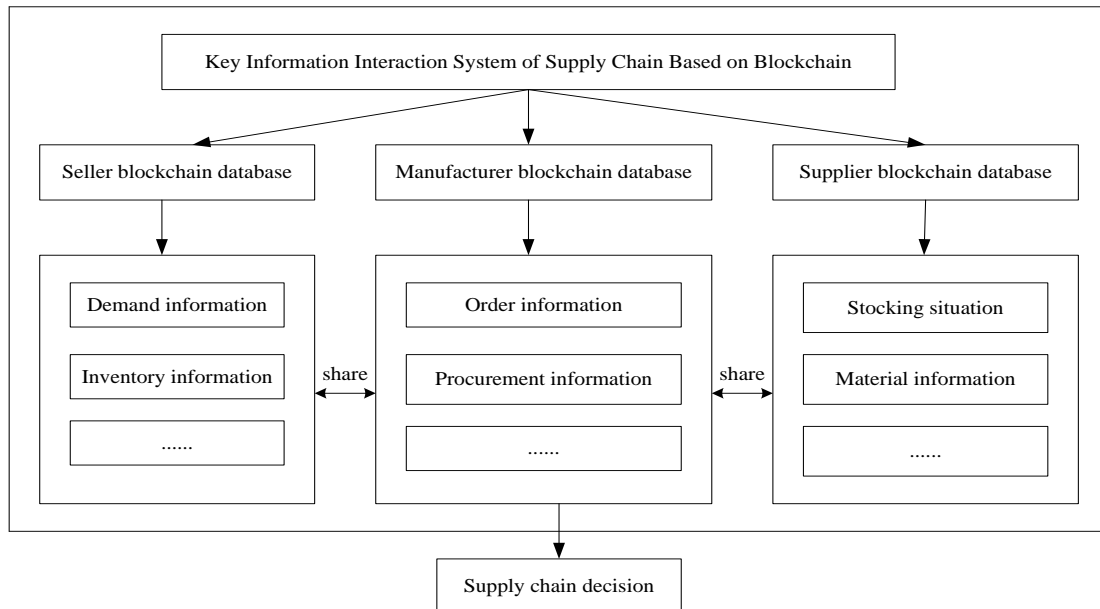 Key Information Interaction System of Supply Chain Based on Blockchain
Seller blockchain database
Manufacturer blockchain database
Supplier blockchain database
Demand information
Inventory information
......
share
Order information
Procurement information
......
share
Stocking situation
Material information
......
Supply chain decision